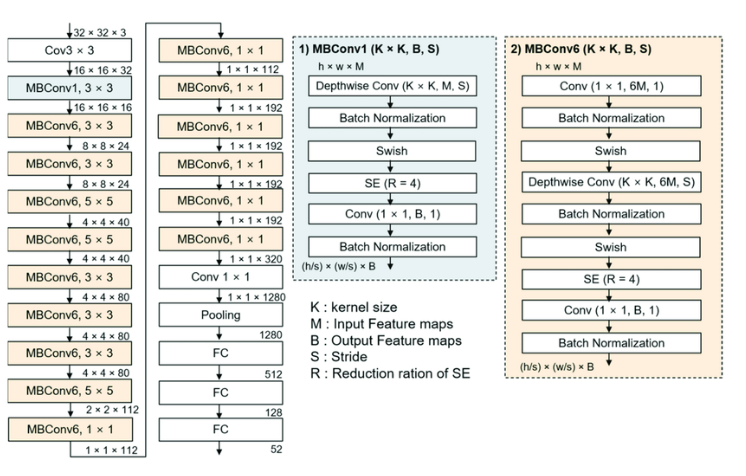 32 × 32 × 3
Cov3 × 3
16 × 16 × 32
MBConv1, 3 × 3
16 × 16 × 16
MBConv6, 3 × 3
8 × 8 × 24
MBConv6, 3 × 3
8 × 8 × 24
MBConv6, 5 × 5
4 × 4 × 40
MBConv6, 5 × 5
4 × 4 × 40
MBConv6, 3 × 3
4 × 4 × 80
MBConv6, 3 × 3
4 × 4 × 80
MBConv6, 3 × 3
4 × 4 × 80
MBConv6, 5 × 5
2 × 2 × 112
MBConv6, 1 × 1
1 × 1 × 112
MBConv6, 1 × 1
1 × 1 × 112
MBConv6, 1 × 1
1 × 1 × 192
MBConv6, 1 × 1
1 × 1 × 192
MBConv6, 1 × 1
1 × 1 × 192
MBConv6, 1 × 1
1 × 1 × 192
MBConv6, 1 × 1
1 × 1 × 320
Conv 1 × 1
1 × 1 × 1280
Pooling
1280
FC
512
FC
128
FC
52
1) MBConv1 (K × K, B, S)
h × w × M
Depthwise Conv (K × K, M, S)
Batch Normalization
Swish
SE (R = 4)
Conv (1 × 1, B, 1)
Batch Normalization
(h/s) × (w/s) × B
K : kernel size
M : Input Feature maps
B : Output Feature maps
S : Stride
R : Reduction ration of SE
2) MBConv6 (K × K, B, S)
h × w × M
Conv (1 × 1, 6M, 1)
Batch Normalization
Swish
Depthwise Conv (K × K, 6M, S)
Batch Normalization
Swish
SE (R = 4)
Conv (1 × 1, B, 1)
Batch Normalization
(h/s) × (w/s) × B